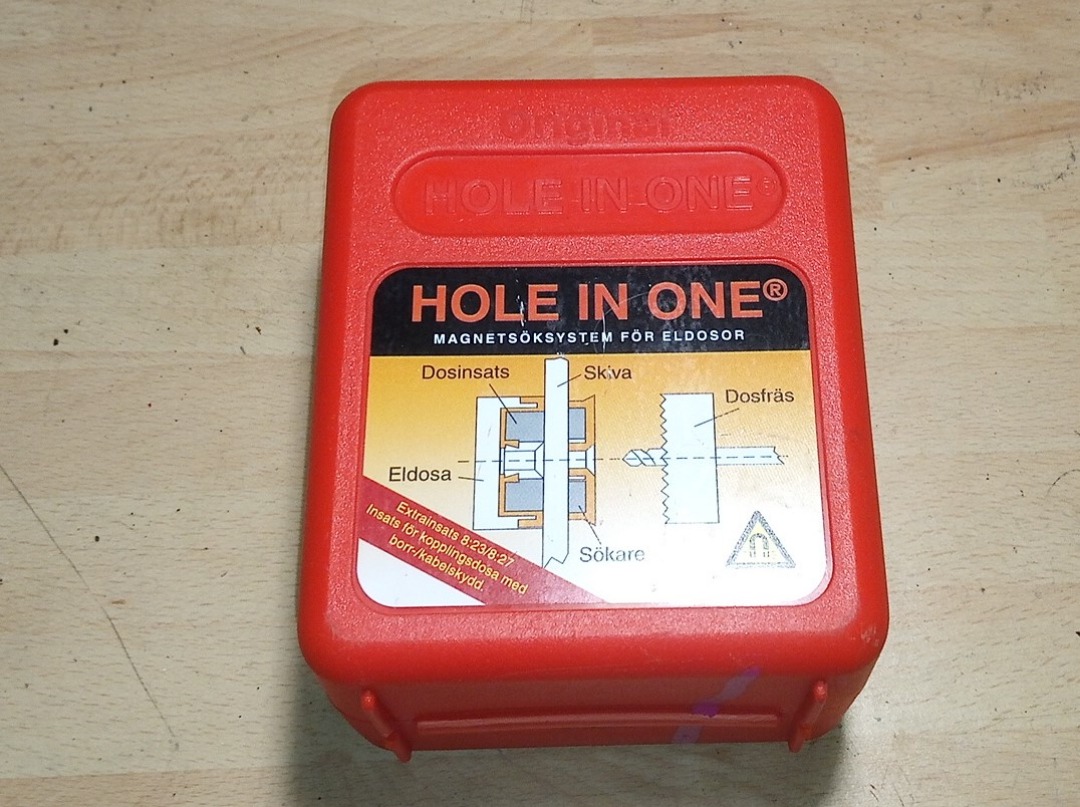 Original
HOLE IN ONE®
HOLE IN ONE®
MAGNETSÖKSYSTEM FÖR ELDOSOR
Dosinsats
Skiva
Dosfräs
Eldosa
Sökare
Extrainsats 8:23/8:27
Insats för kopplingsdosa med
borr-/kabelskydd.